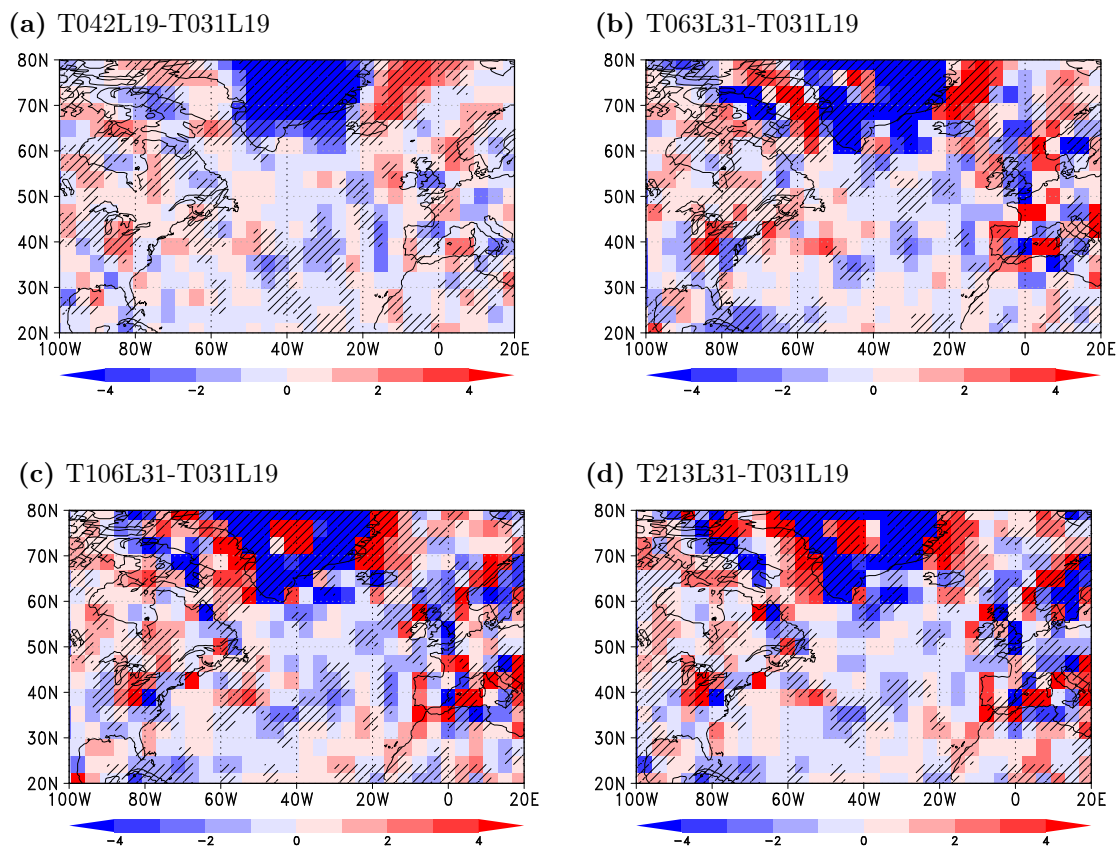 (a) T042L19-T031L19
80N
70N
60N
50N
40N
30N
20N
100W 80W 60W 40W 20W 0 20E
−4 −2 0 2 4
(b) T063L31-T031L19
80N
70N
60N
50N
40N
30N
20N
100W 80W 60W 40W 20W 0 20E
−4 −2 0 2 4
(c) T106L31-T031L19
80N
70N
60N
50N
40N
30N
20N
100W 80W 60W 40W 20W 0 20E
−4 −2 0 2 4
(d) T213L31-T031L19
80N
70N
60N
50N
40N
30N
20N
100W 80W 60W 40W 20W 0 20E
−4 −2 0 2 4